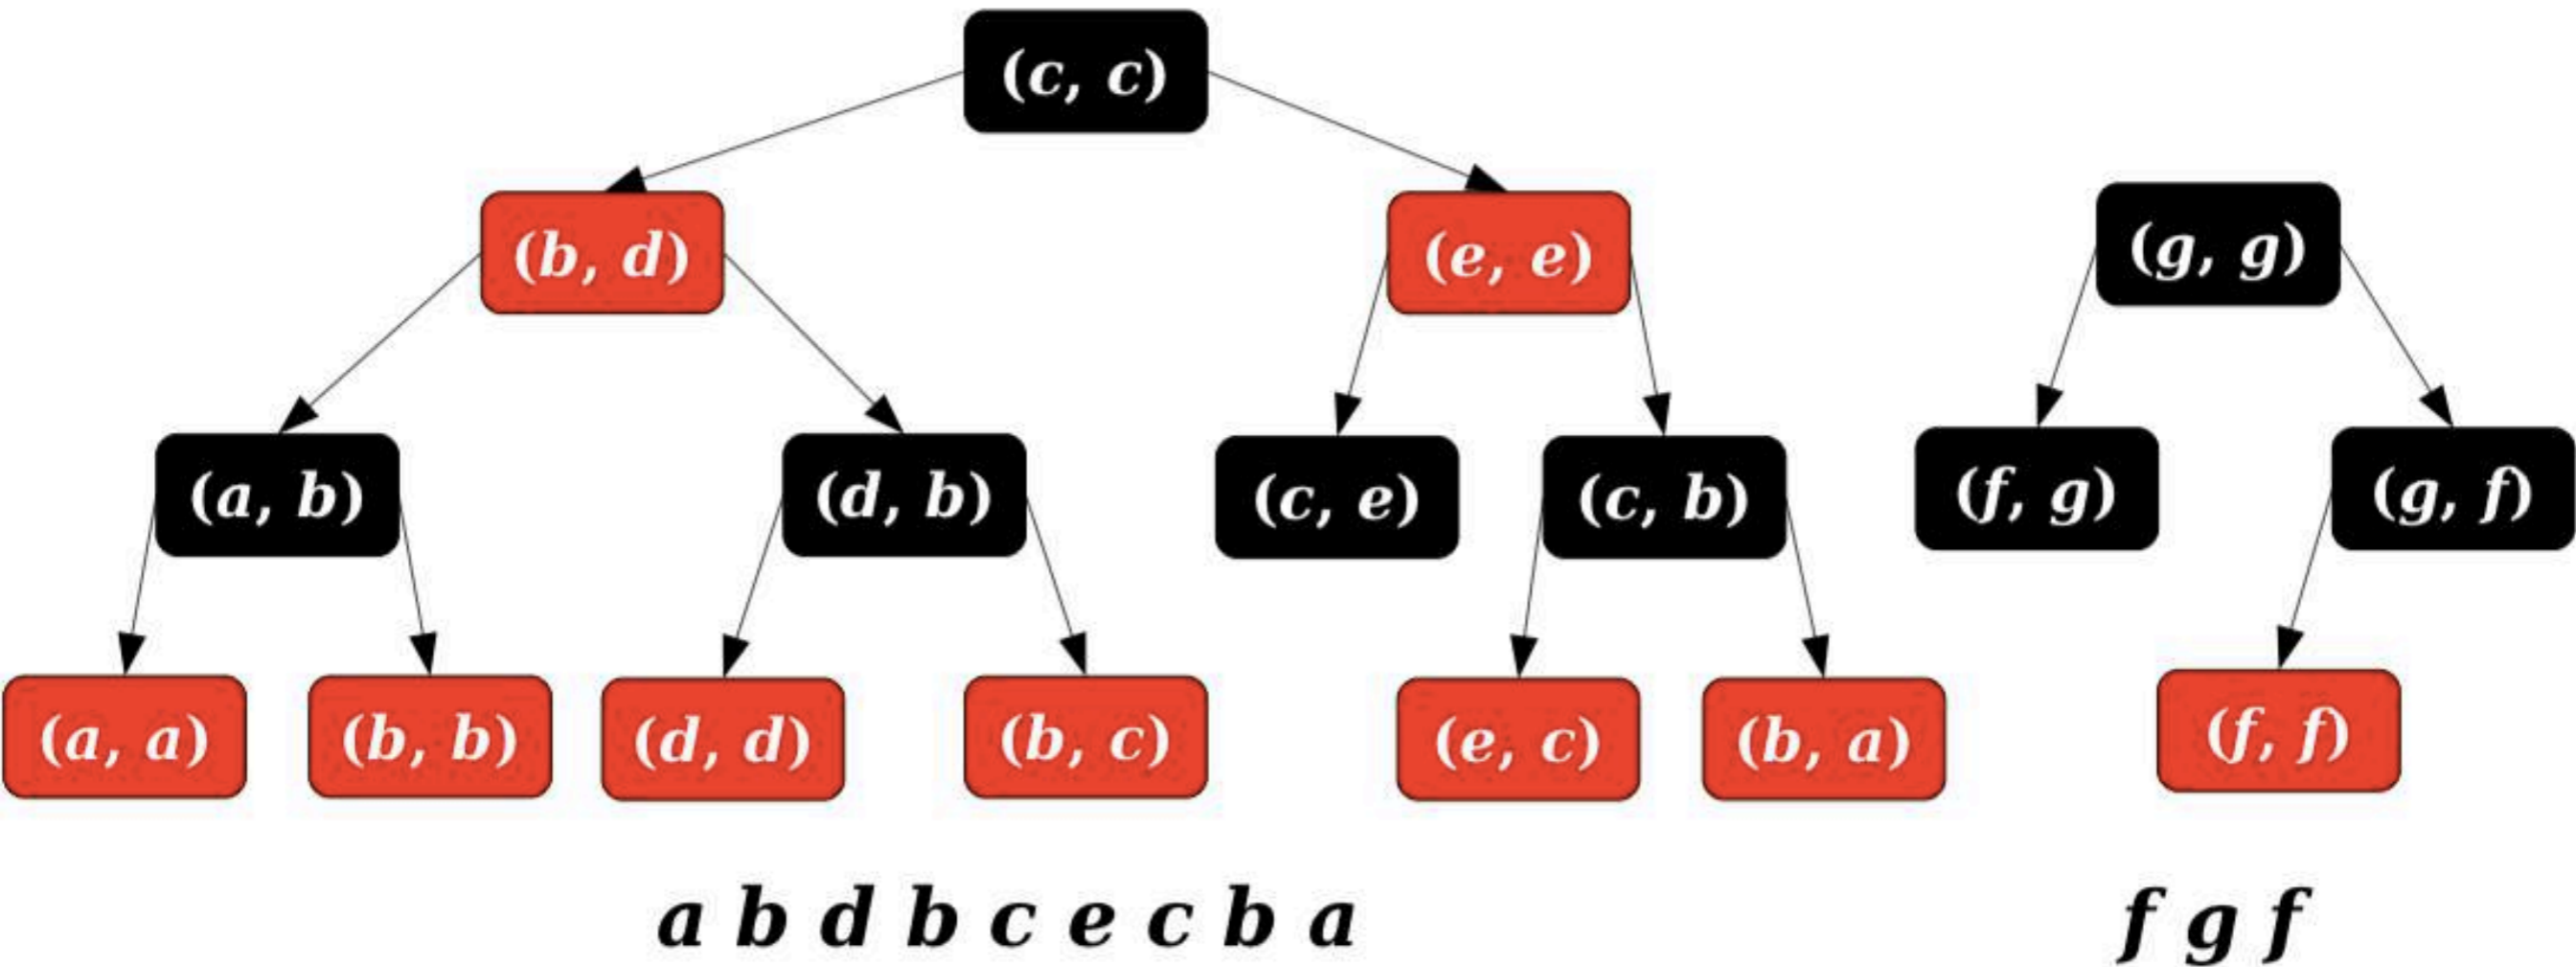 (c, c)
(b, d) (e, e) (g, g)
(a, b) (d, b) (c, e) (c, b) (f, g) (g, f)
(a, a) (b, b) (d, d) (b, c) (e, c) (b, a) (f, f)
a b d b c e c b a f g f